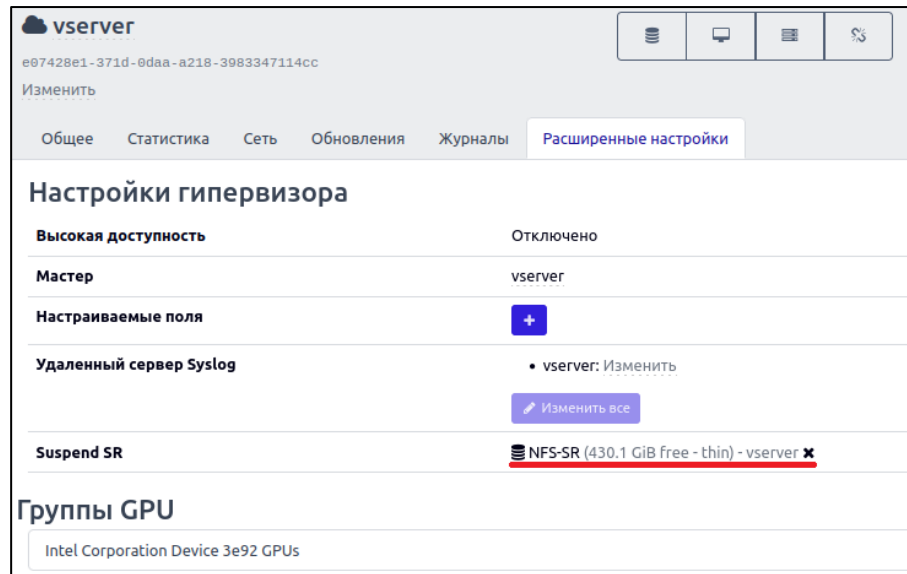 vserver
e07428e1-371d-0daa-a218-3983347114cc
Изменить
Общее Статистика Сеть Обновления Журналы Расширенные настройки
Настройки гипервизора
Высокая доступность Отключено
Мастер vserver
Настраиваемые поля +
Удаленный сервер Syslog • vserver: Изменить
Изменить все
Suspend SR NFS-SR (430.1 GiB free - thin) - vserver ✖
Группы GPU
Intel Corporation Device 3e92 GPUs